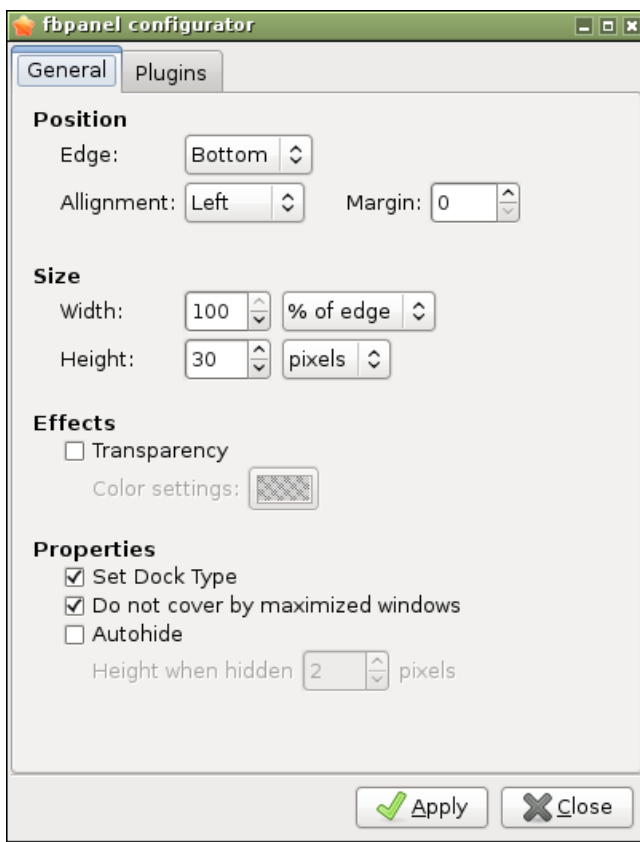 fbpanel configurator
General Plugins
Position
Edge: Bottom
Allignment: Left Margin: 0
Size
Width: 100 % of edge
Height: 30 pixels
Effects
Transparency
Color settings:
Properties
Set Dock Type
Do not cover by maximized windows
Autohide
Height when hidden 2 pixels
Apply Close